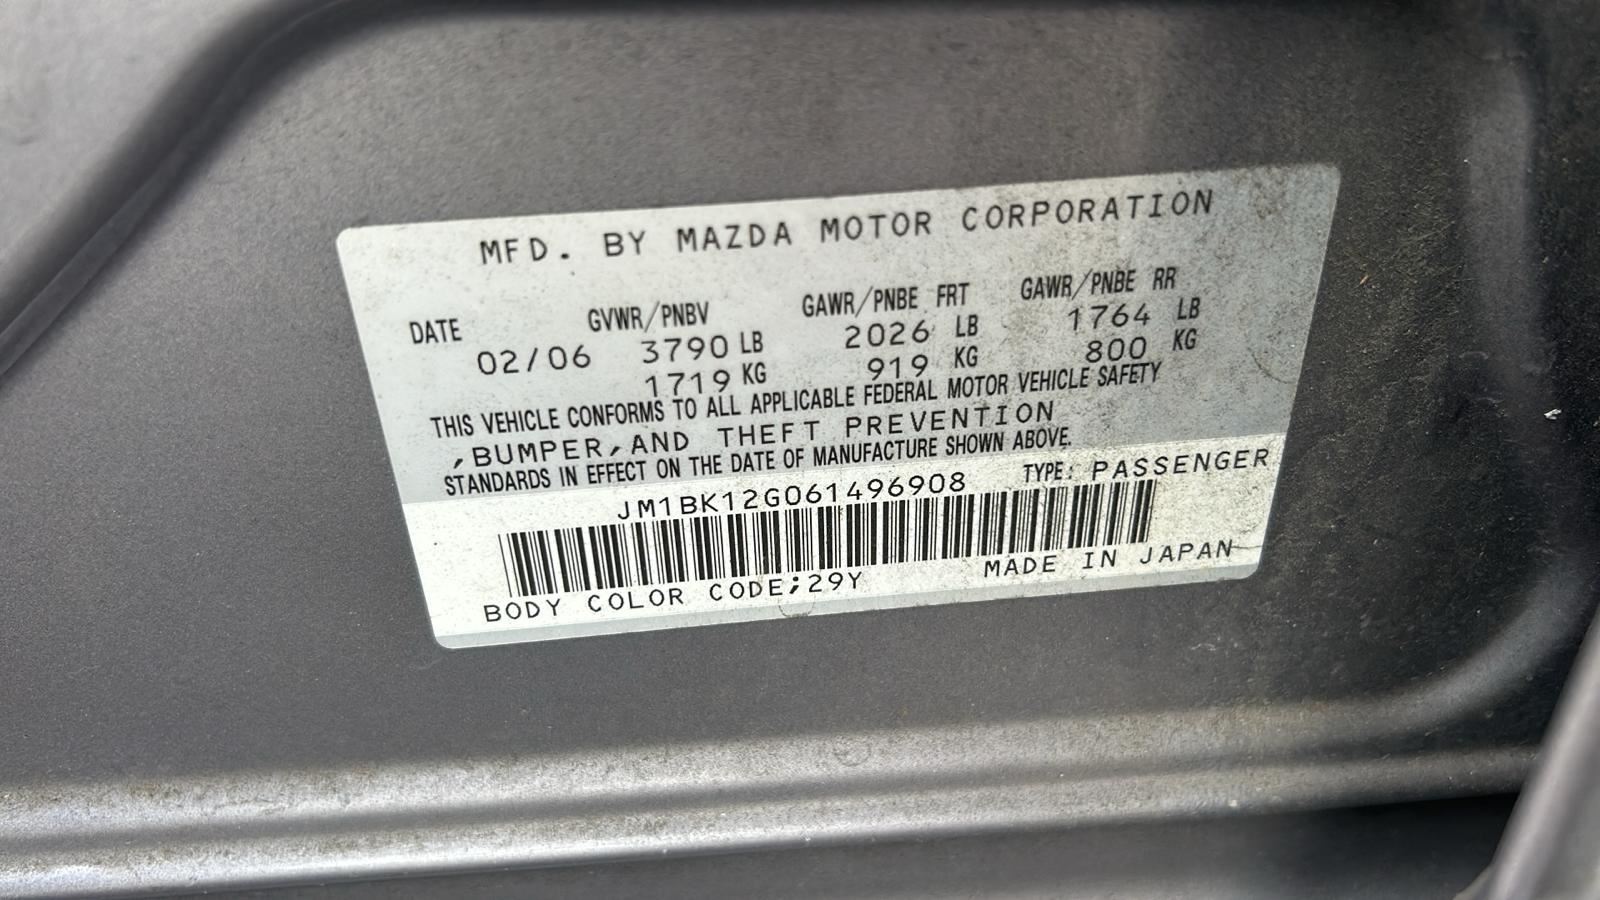 MFD. BY MAZDA MOTOR CORPORATION
DATE GVWR/PNBV GAWR/PNBE FRT GAWR/PNBE RR
02/06 3790 LB 2026 LB 1764 LB
1719 KG 919 KG 800 KG
THIS VEHICLE CONFORMS TO ALL APPLICABLE FEDERAL MOTOR VEHICLE SAFETY
,BUMPER,AND THEFT PREVENTION
STANDARDS IN EFFECT ON THE DATE OF MANUFACTURE SHOWN ABOVE.
JM1BK12G061496908 TYPE: PASSENGER
BODY COLOR CODE;29Y MADE IN JAPAN